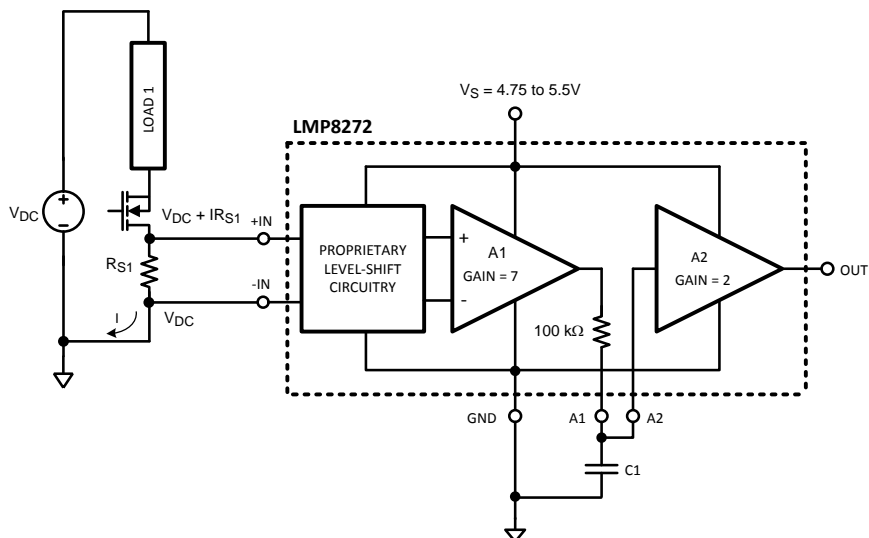 V_S = 4.75 to 5.5V
LMP8272
LOAD 1
V_DC
+
−
V_DC + IR_S1
+IN
R_S1
-IN
V_DC
I
PROPRIETARY
LEVEL-SHIFT
CIRCUITRY
+
-
A1
GAIN = 7
100 kΩ
A2
GAIN = 2
OUT
GND
A1
A2
C1